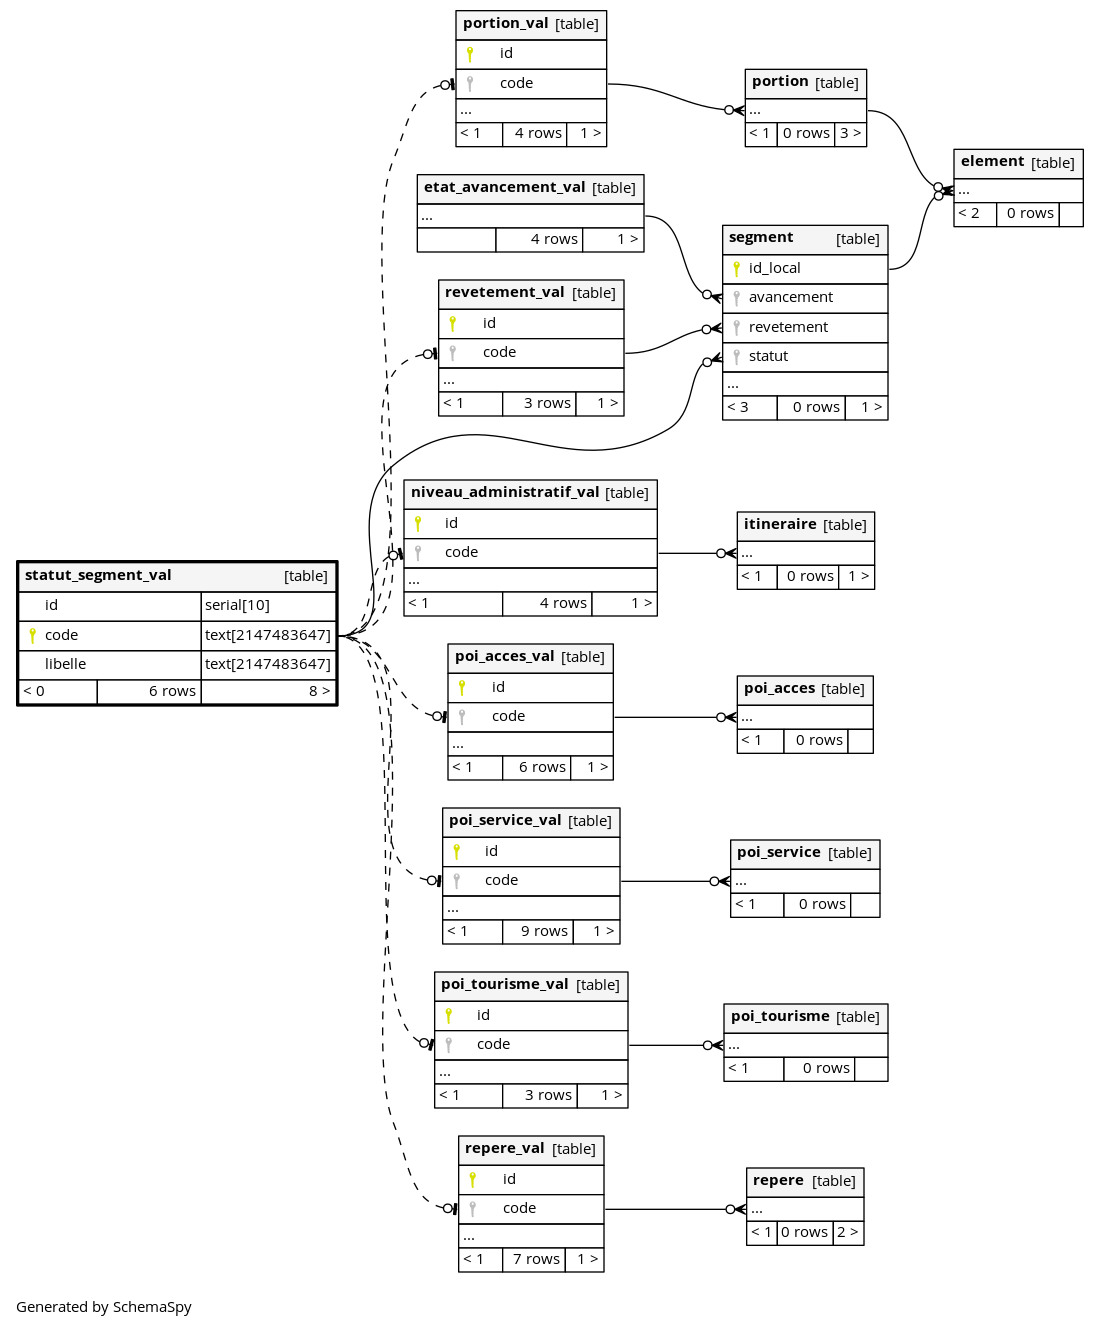 portion_val [table]
id
code
...
< 1 4 rows 1 >
portion [table]
...
< 1 0 rows 3 >
element [table]
...
< 2 0 rows
etat_avancement_val [table]
...
4 rows 1 >
segment [table]
id_local
avancement
revetement
statut
...
< 3 0 rows 1 >
revetement_val [table]
id
code
...
< 1 3 rows 1 >
niveau_administratif_val [table]
id
code
...
< 1 4 rows 1 >
itineraire [table]
...
< 1 0 rows 1 >
statut_segment_val [table]
id serial[10]
code text[2147483647]
libelle text[2147483647]
< 0 6 rows 8 >
poi_acces_val [table]
id
code
...
< 1 6 rows 1 >
poi_acces [table]
...
< 1 0 rows
poi_service_val [table]
id
code
...
< 1 9 rows 1 >
poi_service [table]
...
< 1 0 rows
poi_tourisme_val [table]
id
code
...
< 1 3 rows 1 >
poi_tourisme [table]
...
< 1 0 rows
repere_val [table]
id
code
...
< 1 7 rows 1 >
repere [table]
...
< 1 0 rows 2 >
Generated by SchemaSpy